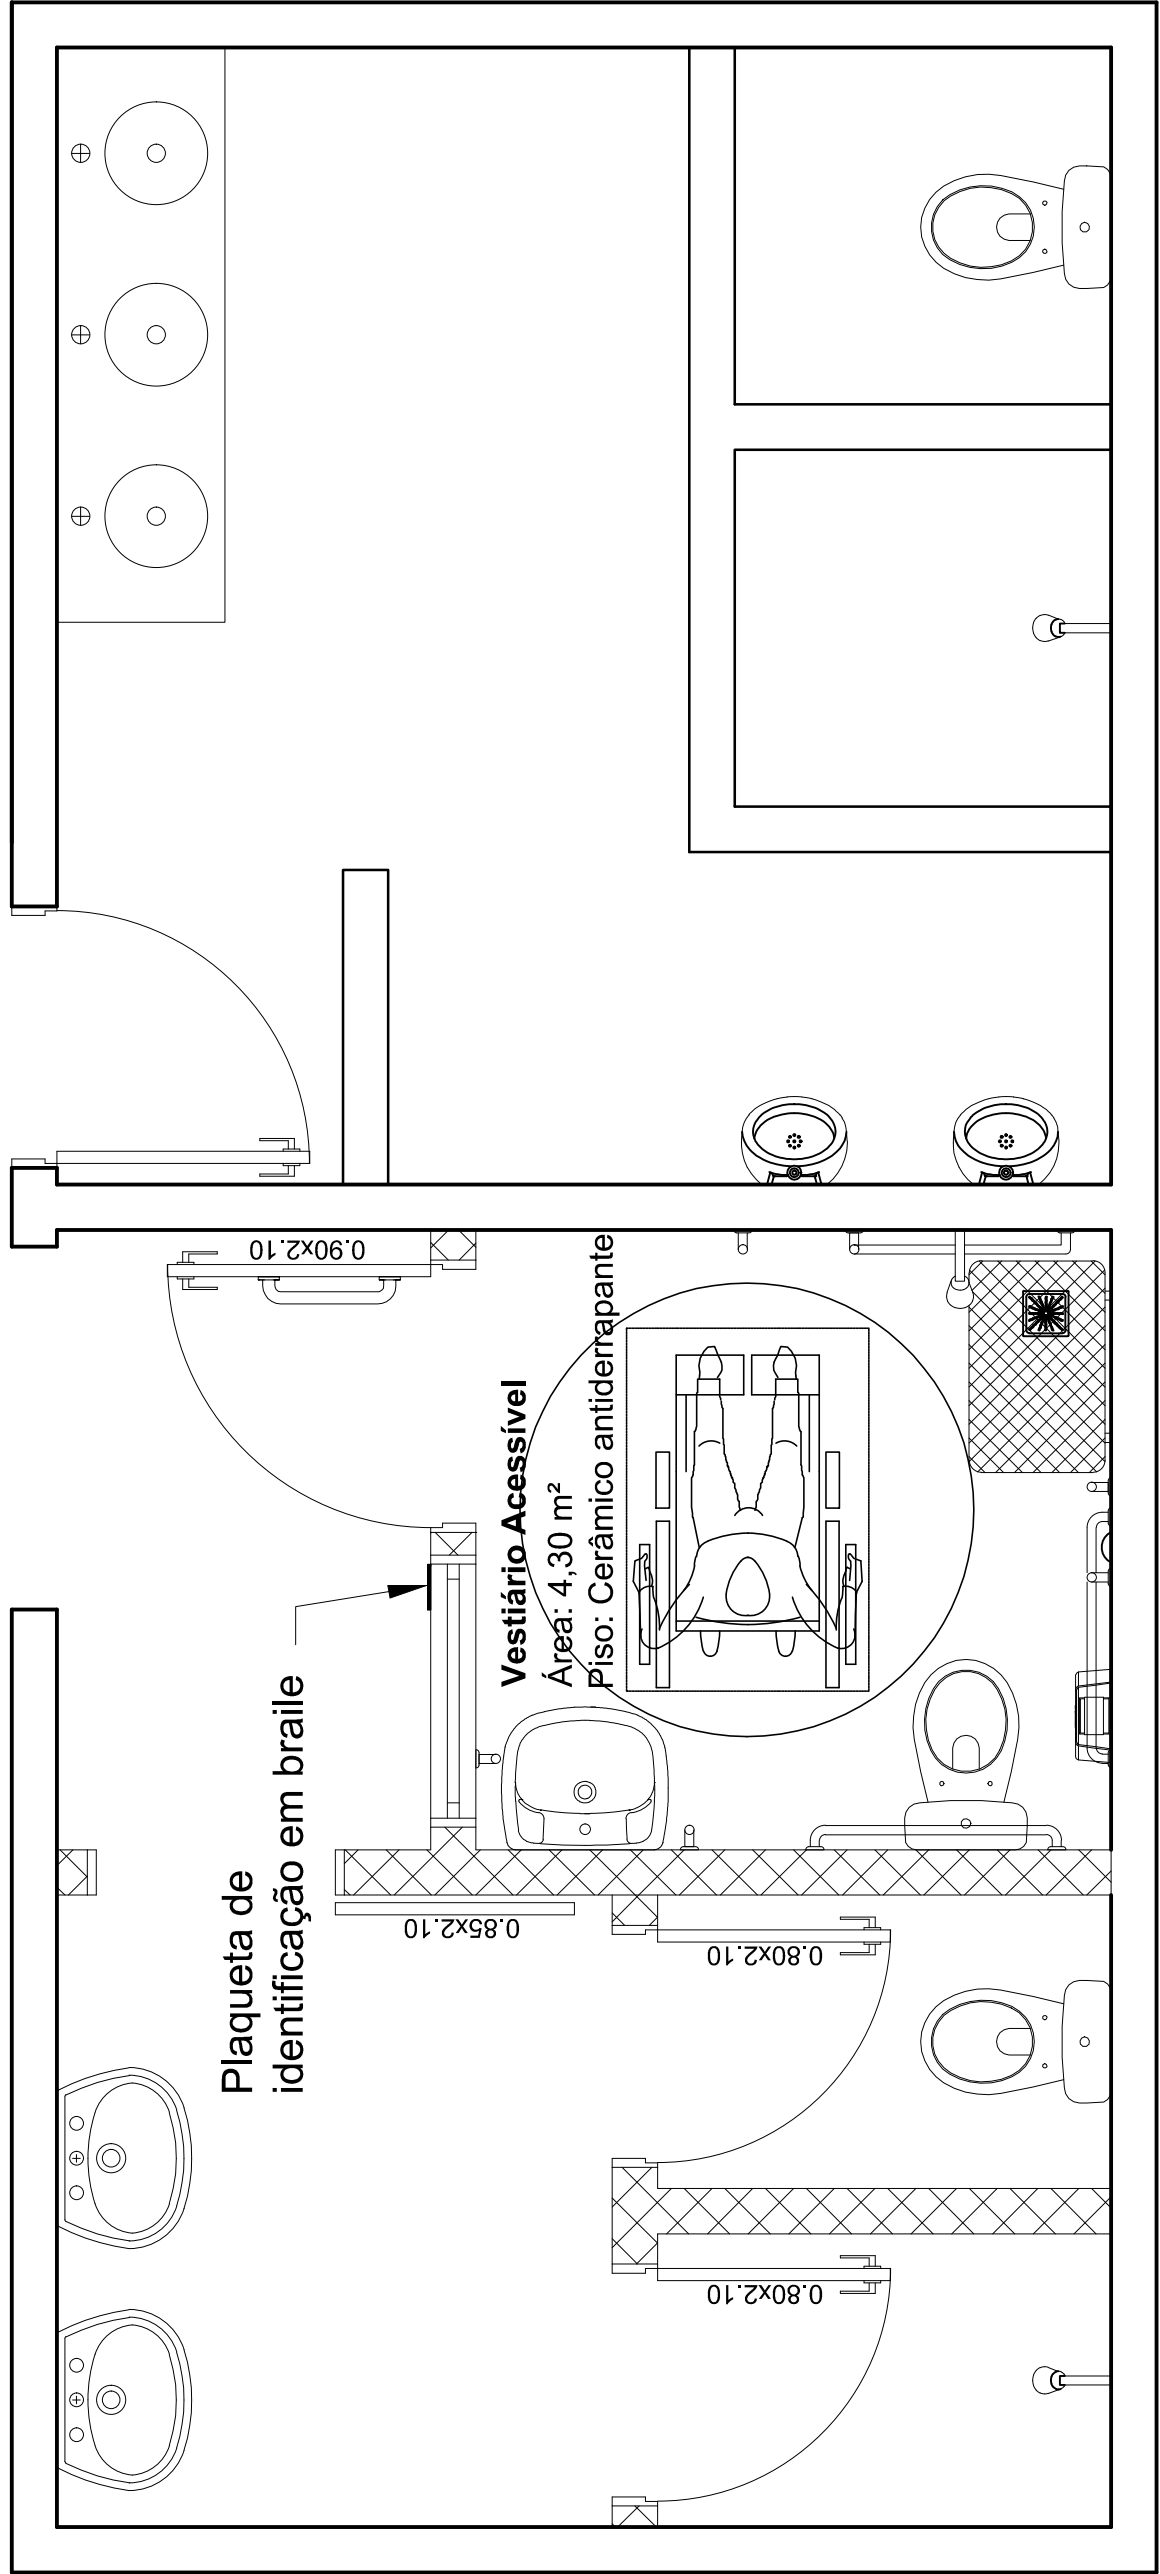 Plaqueta de
identificação em braile
Vestiário Acessível
Área: 4,30 m²
Piso: Cerâmico antiderrapante
0.90x2.10
0.85x2.10
0.80x2.10
0.80x2.10